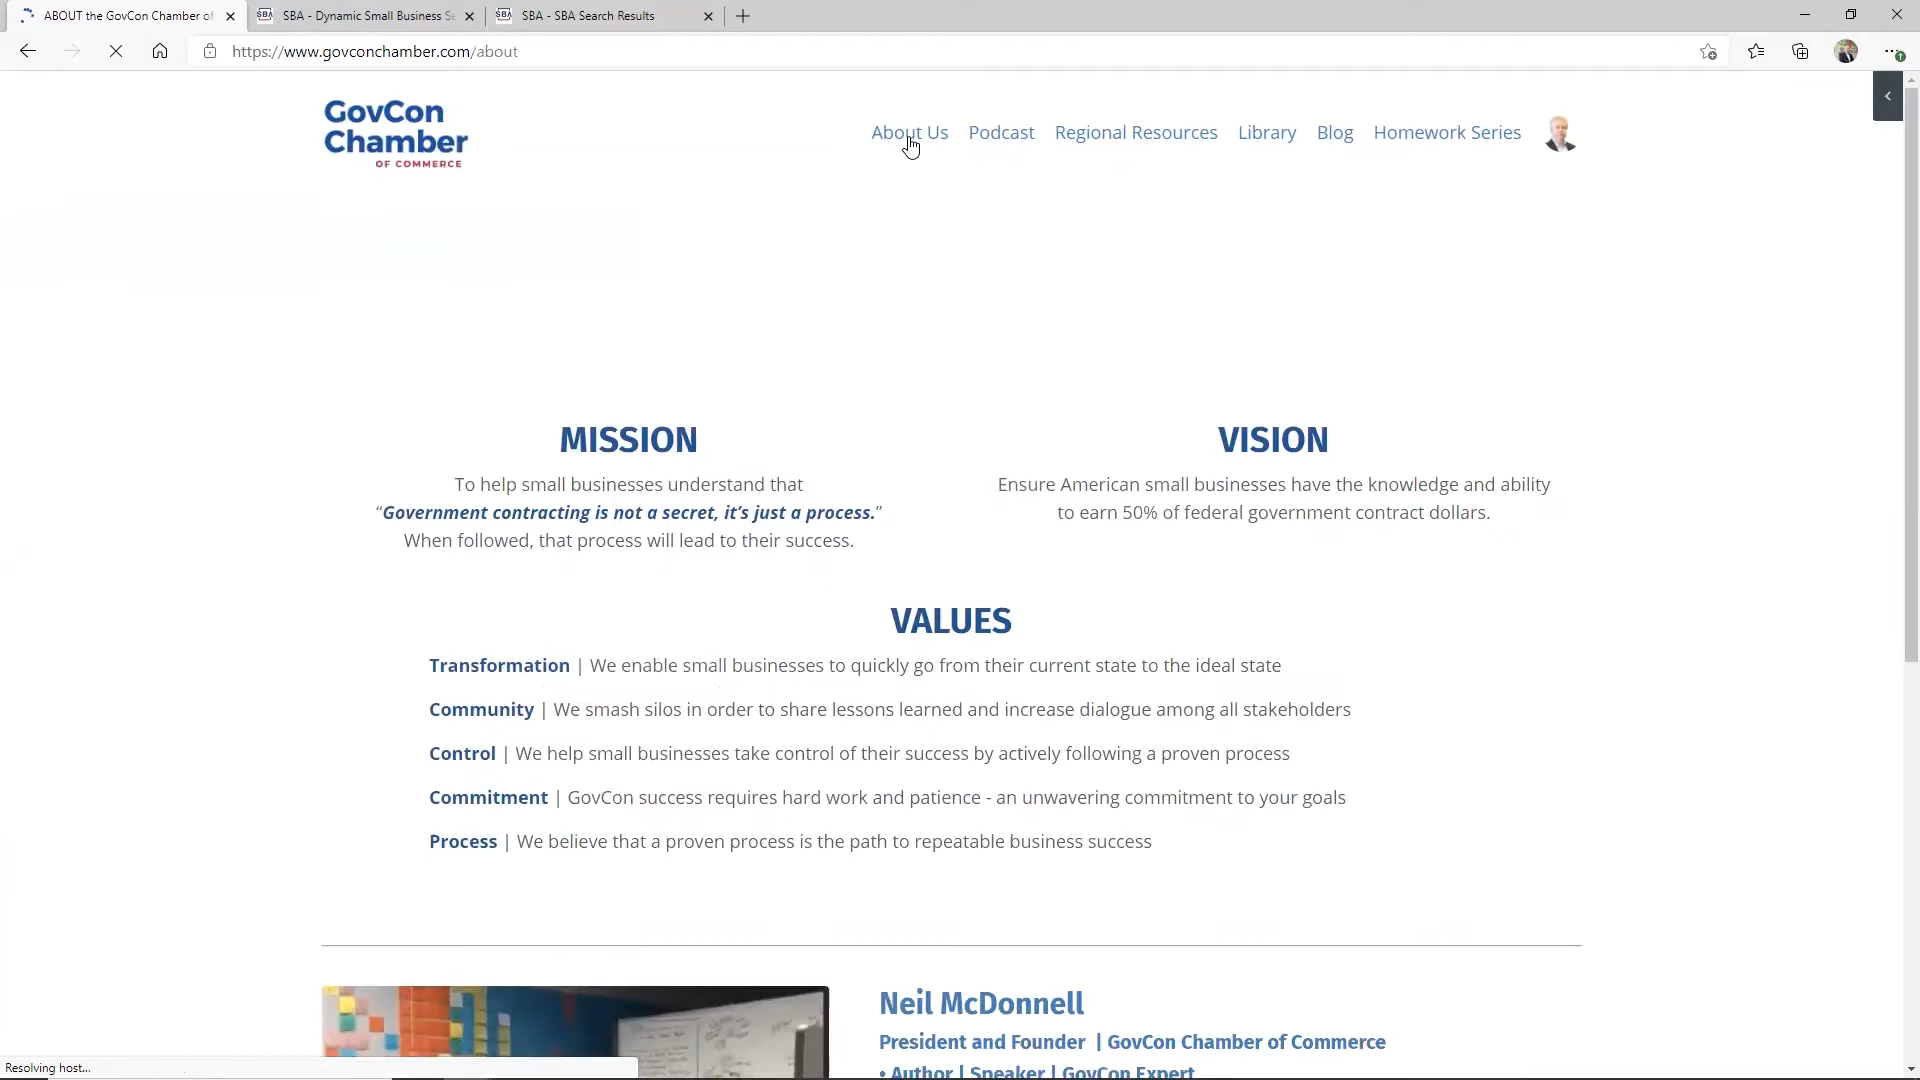 ABOUT the GovCon Chamber of
SBA - Dynamic Small Business Se
SBA - SBA Search Results
https://www.govconchamber.com/about
GovCon
Chamber
OF COMMERCE
About Us Podcast Regional Resources Library Blog Homework Series
MISSION
To help small businesses understand that
“Government contracting is not a secret, it’s just a process.”
When followed, that process will lead to their success.
VISION
Ensure American small businesses have the knowledge and ability
to earn 50% of federal government contract dollars.
VALUES
Transformation | We enable small businesses to quickly go from their current state to the ideal state
Community | We smash silos in order to share lessons learned and increase dialogue among all stakeholders
Control | We help small businesses take control of their success by actively following a proven process
Commitment | GovCon success requires hard work and patience - an unwavering commitment to your goals
Process | We believe that a proven process is the path to repeatable business success
Neil McDonnell
President and Founder | GovCon Chamber of Commerce
• Author | Speaker | GovCon Expert
Resolving host...